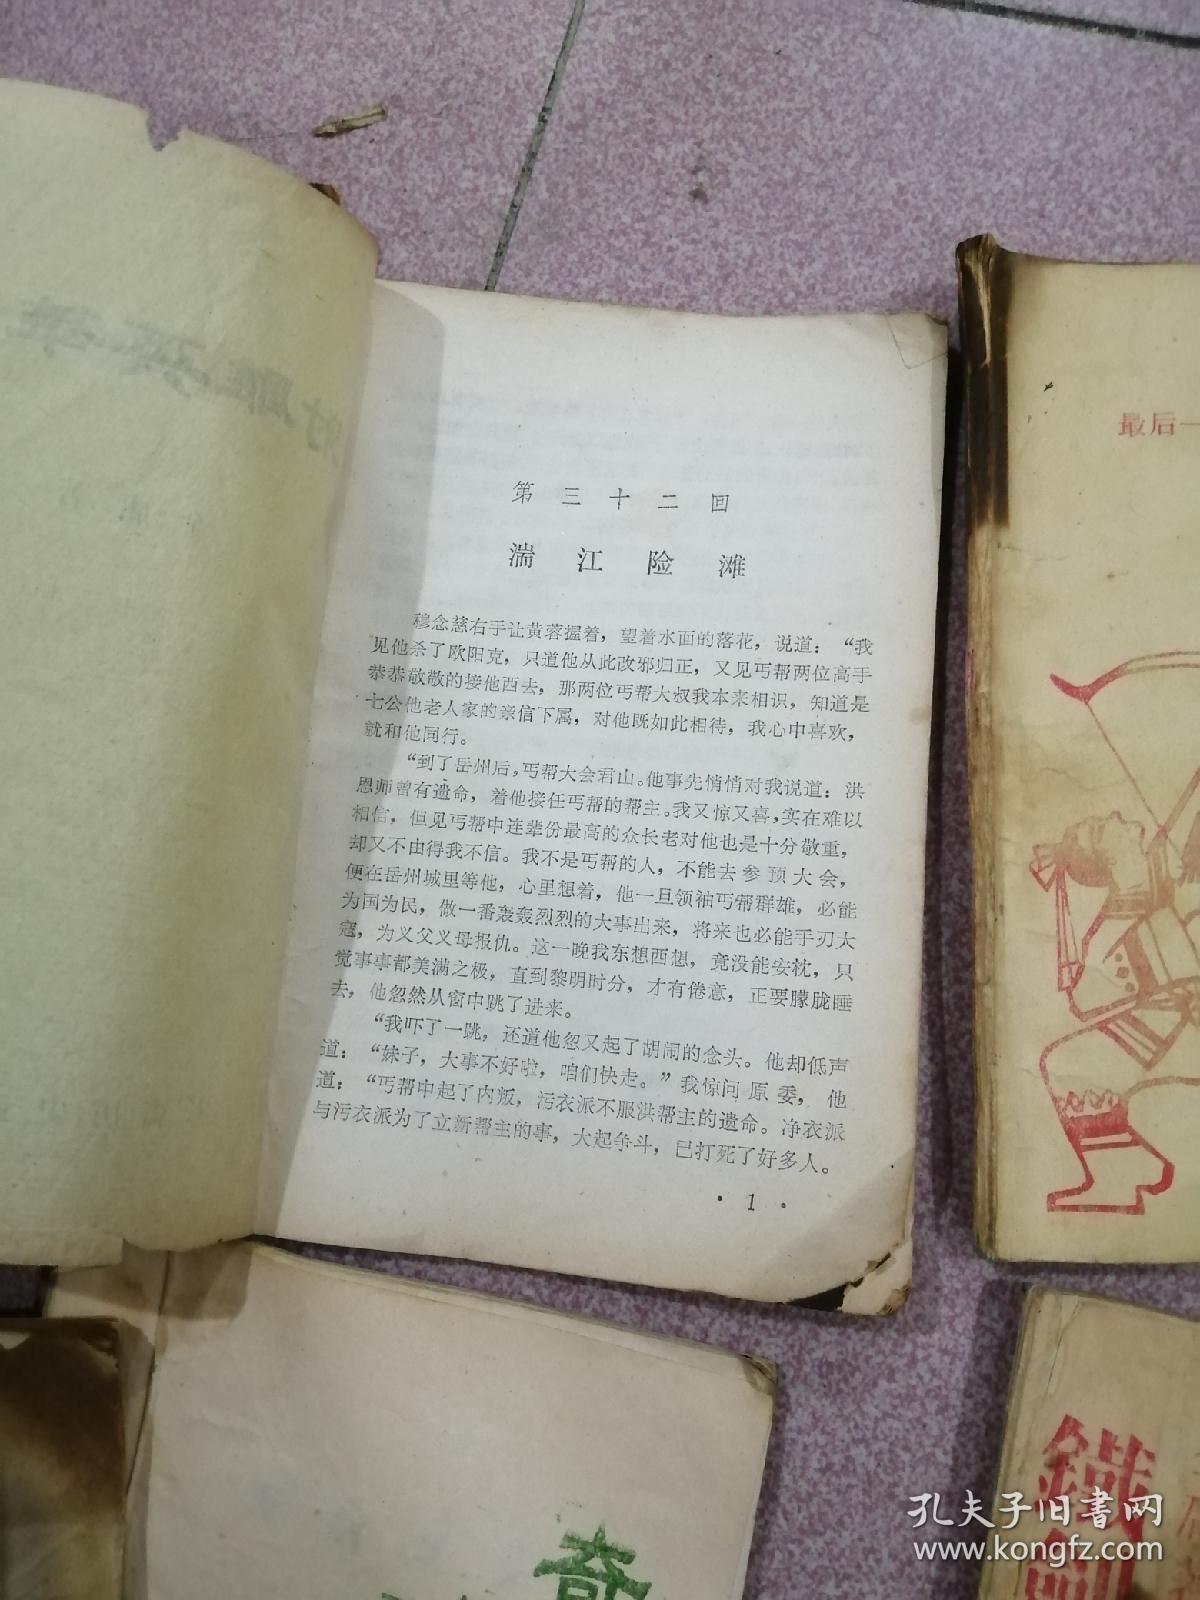 第三十二回
湍江险滩
穆念慈右手让黄蓉握着，望着水面的落花，说道：“我
见他杀了欧阳克，只道他从此改邪归正，又见丐帮两位高手
恭恭敬敬的接他西去，那两位丐帮大叔我本来相识，知道是
七公他老人家的亲信下属，对他既如此相待，我心中喜欢，
就和他同行。
“到了岳州后，丐帮大会君山。他事先悄悄对我说道：洪
恩师曾有遗命，着他接任丐帮的帮主。我又惊又喜，实在难以
相信，但见丐帮中连辈份最高的众长老对他也是十分敬重，
却又不由得我不信。我不是丐帮的人，不能去参预大会，
便在岳州城里等他，心里想着，他一旦领袖丐帮群雄，必能
为国为民，做一番轰轰烈烈的大事出来，将来也必能手刃大
寇，为义父义母报仇。这一晚我东想西想，竟没能安枕，只
觉事事都美满之极，直到黎明时分，才有倦意，正要朦胧睡
去，他忽然从窗中跳了进来。
“我吓了一跳，还道他忽又起了胡闹的念头。他却低声
道：“妹子，大事不好啦，咱们快走。”我惊问原委，他
道：“丐帮中起了内叛，污衣派不服洪帮主的遗命。净衣派
与污衣派为了立新帮主的事，大起争斗，已打死了好多人。
·1·
最后一
鐵
奇
孔夫子旧书网
www.kongfz.com